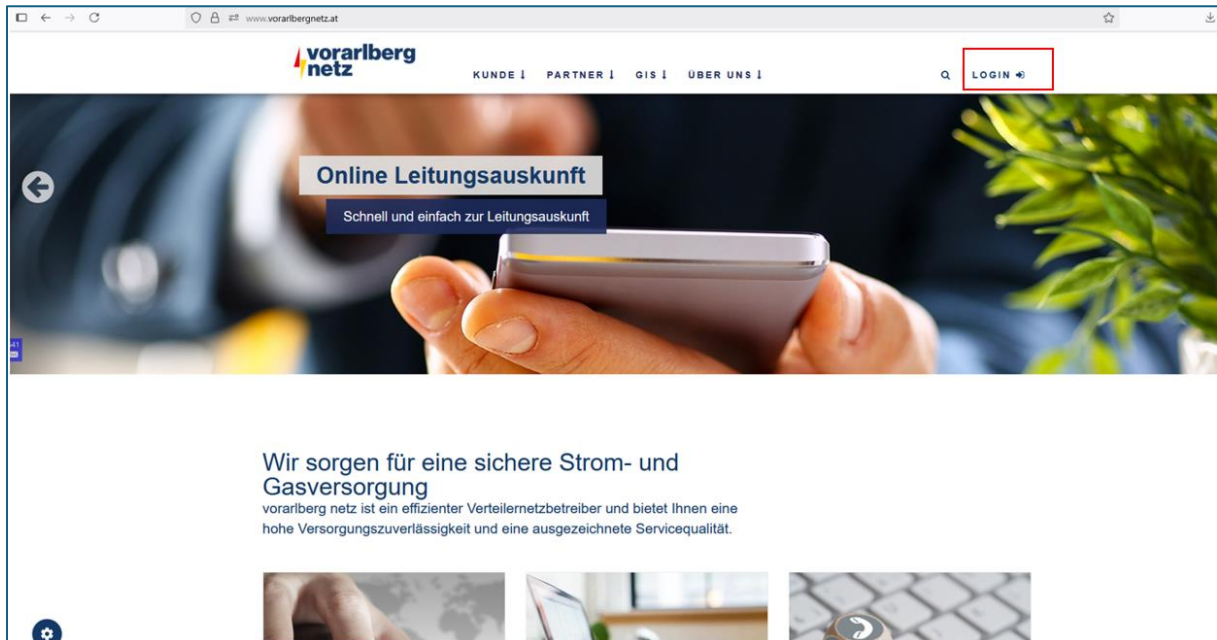 www.vorarlbergnetz.at
vorarlberg
netz
KUNDE PARTNER GIS ÜBER UNS LOGIN
Online Leitungsauskunft
Schnell und einfach zur Leitungsauskunft
41
Wir sorgen für eine sichere Strom- und
Gasversorgung
vorarlberg netz ist ein effizienter Verteilernetzbetreiber und bietet Ihnen eine
hohe Versorgungszuverlässigkeit und eine ausgezeichnete Servicequalität.